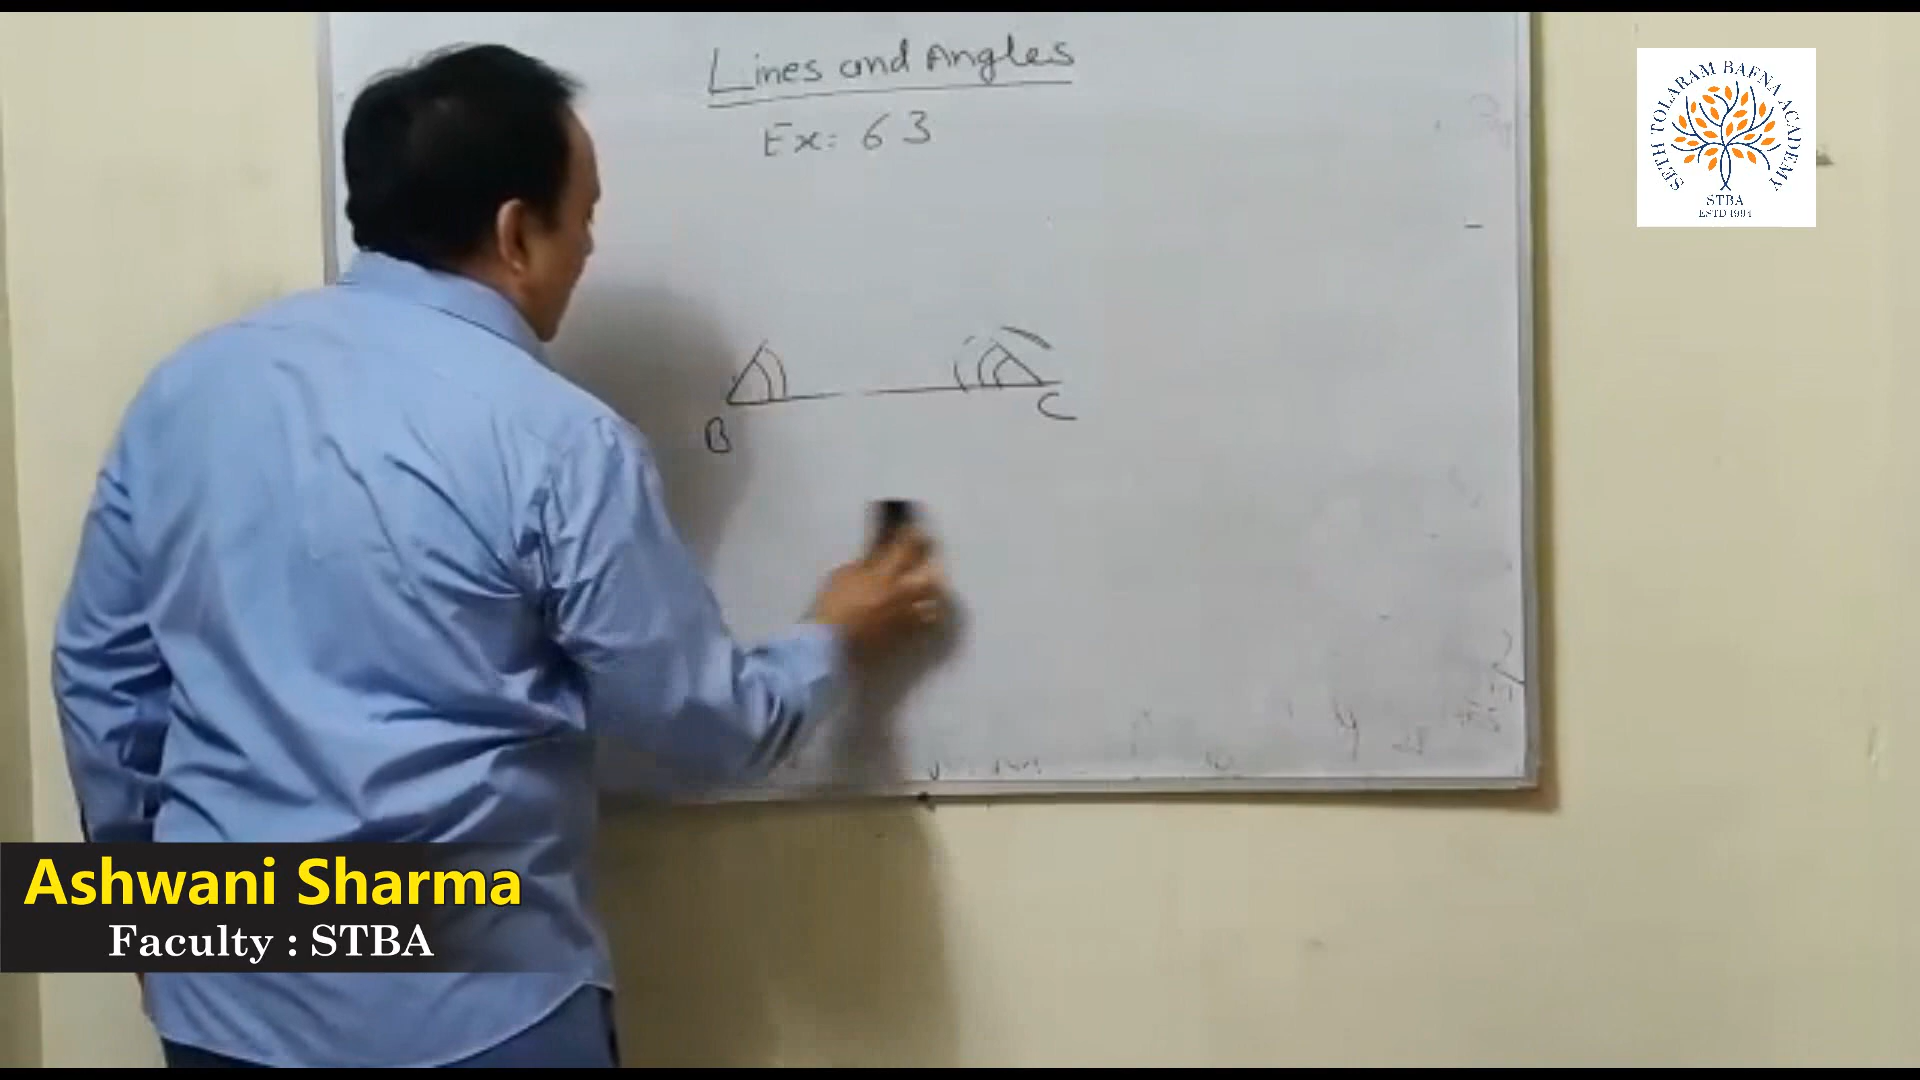 Lines and Angles
Ex: 6 3
B
C
SETH TOLARAM BAFNA ACADEMY
STBA
ESTD 1994
Ashwani Sharma
Faculty : STBA